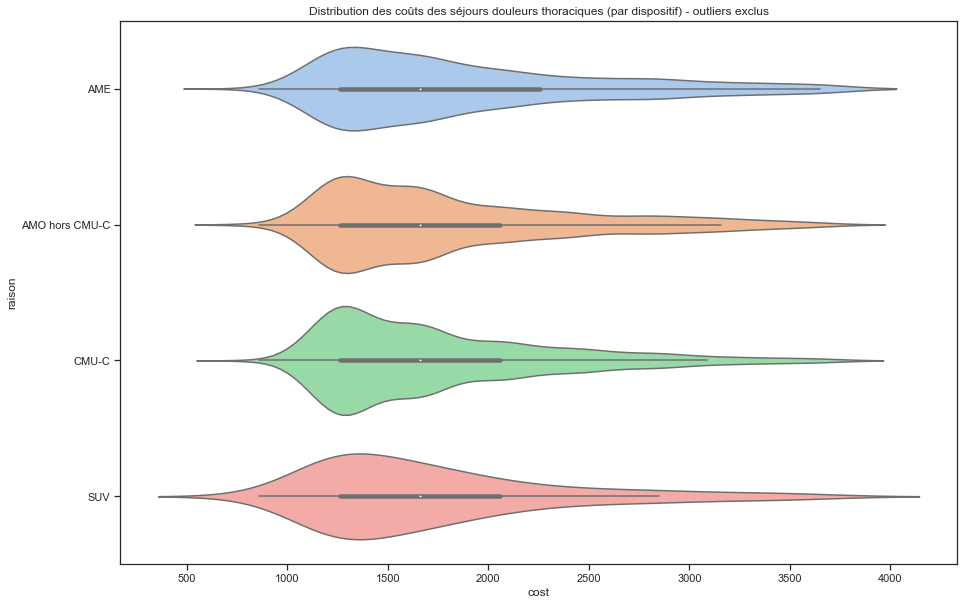 Distribution des coûts des séjours douleurs thoraciques (par dispositif) - outliers exclus
AME
AMO hors CMU-C
raison
CMU-C
SUV
500 1000 1500 2000 2500 3000 3500 4000
cost